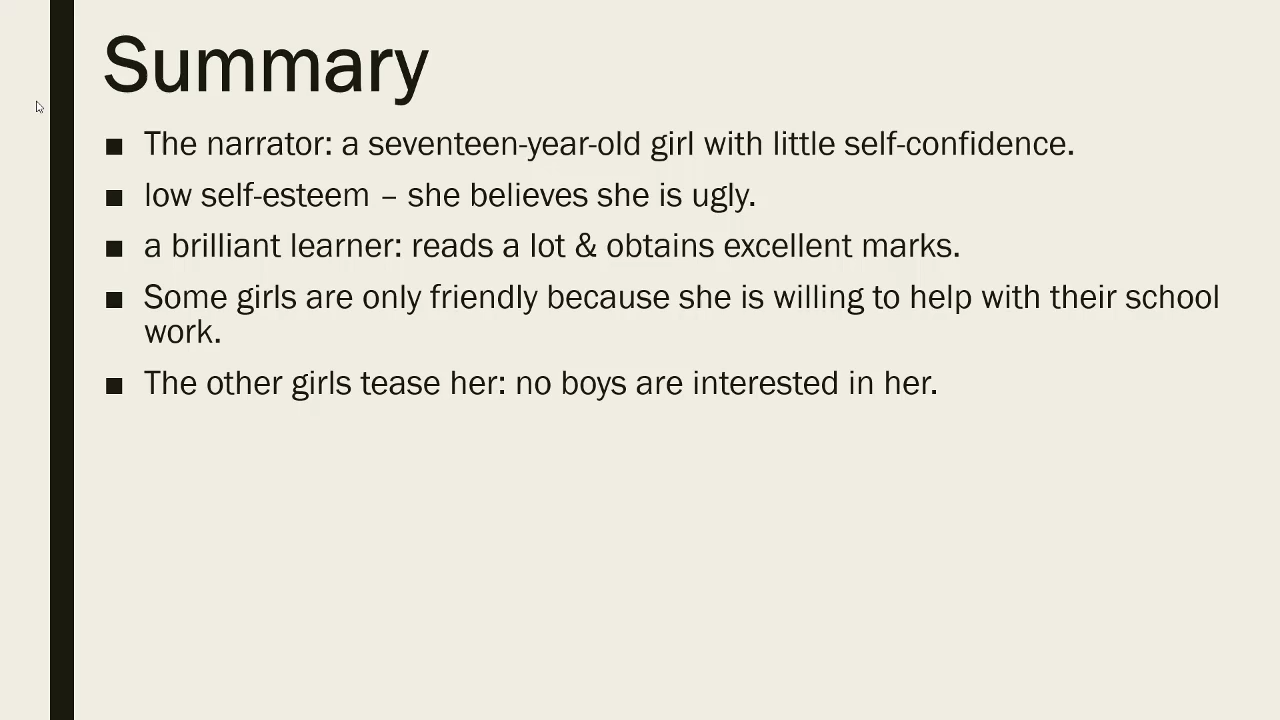 Summary
■ The narrator: a seventeen-year-old girl with little self-confidence.
■ low self-esteem – she believes she is ugly.
■ a brilliant learner: reads a lot & obtains excellent marks.
■ Some girls are only friendly because she is willing to help with their school
work.
■ The other girls tease her: no boys are interested in her.